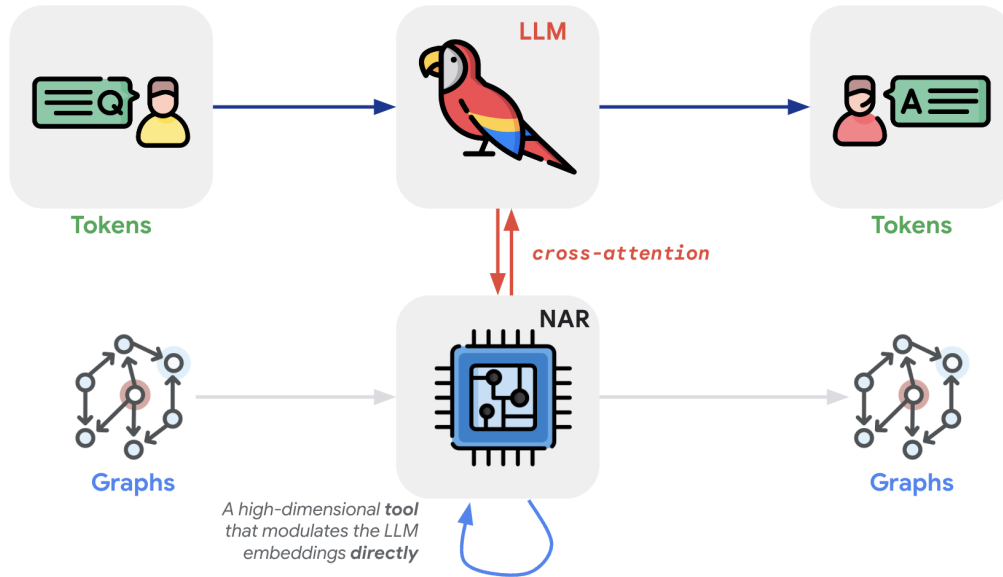 LLM
Q
A
Tokens
Tokens
cross-attention
NAR
Graphs
Graphs
A high-dimensional tool
that modulates the LLM
embeddings directly